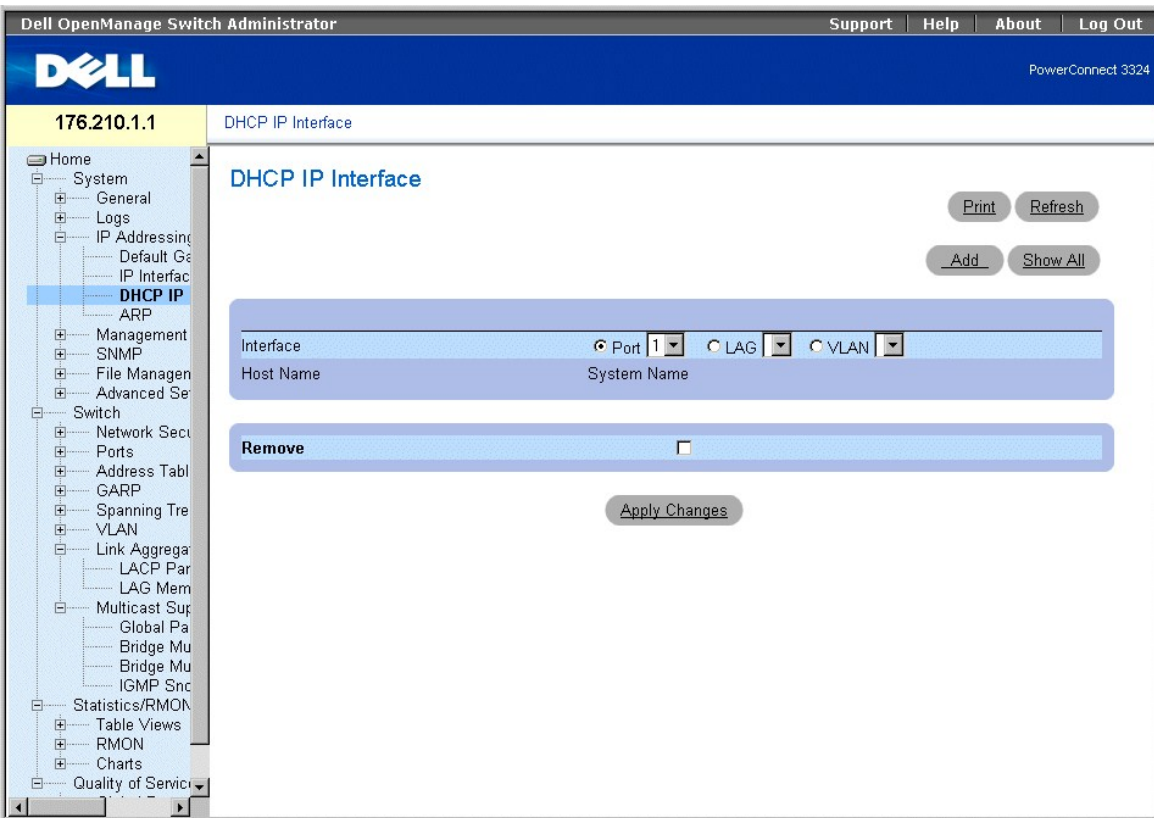 Dell OpenManage Switch Administrator
Support | Help | About | Log Out
DELL
PowerConnect 3324
176.210.1.1
DHCP IP Interface
Home
System
General
Logs
IP Addressing
Default Ga
IP Interfac
DHCP IP
ARP
Management
SNMP
File Managen
Advanced Se
Switch
Network Secu
Ports
Address Tabl
GARP
Spanning Tre
VLAN
Link Aggrega
LACP Par
LAG Mem
Multicast Sup
Global Pa
Bridge Mu
Bridge Mu
IGMP Sno
Statistics/RMON
Table Views
RMON
Charts
Quality of Servic
DHCP IP Interface
Print Refresh
Add Show All
Interface Port 1 LAG VLAN
Host Name System Name
Remove
Apply Changes